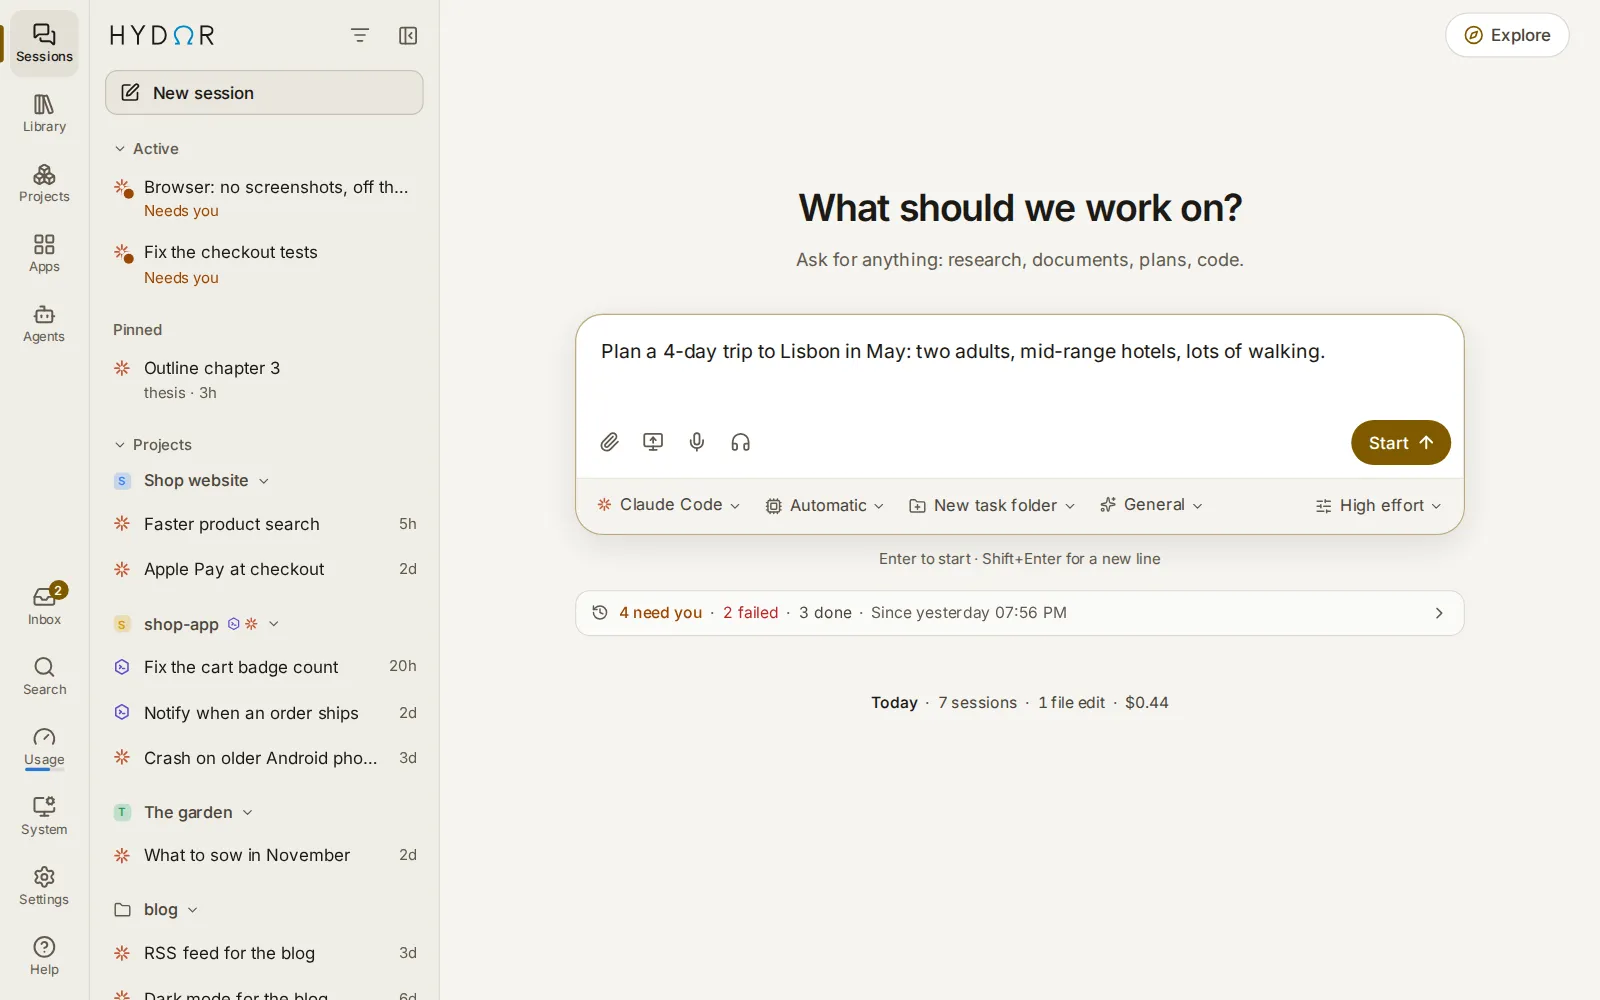 Sessions
Library
Projects
Apps
Agents
2
Inbox
Search
Usage
System
Settings
Help
HYDΩR
New session
Active
Browser: no screenshots, off th...
Needs you
Fix the checkout tests
Needs you
Pinned
Outline chapter 3
thesis · 3h
Projects
S Shop website
Faster product search 5h
Apple Pay at checkout 2d
S shop-app
Fix the cart badge count 20h
Notify when an order ships 2d
Crash on older Android pho... 3d
T The garden
What to sow in November 2d
blog
RSS feed for the blog 3d
Dark mode for the blog 6d
Explore
What should we work on?
Ask for anything: research, documents, plans, code.
Plan a 4-day trip to Lisbon in May: two adults, mid-range hotels, lots of walking.
Start
Claude Code Automatic New task folder General High effort
Enter to start · Shift+Enter for a new line
4 need you · 2 failed · 3 done · Since yesterday 07:56 PM
Today · 7 sessions · 1 file edit · $0.44